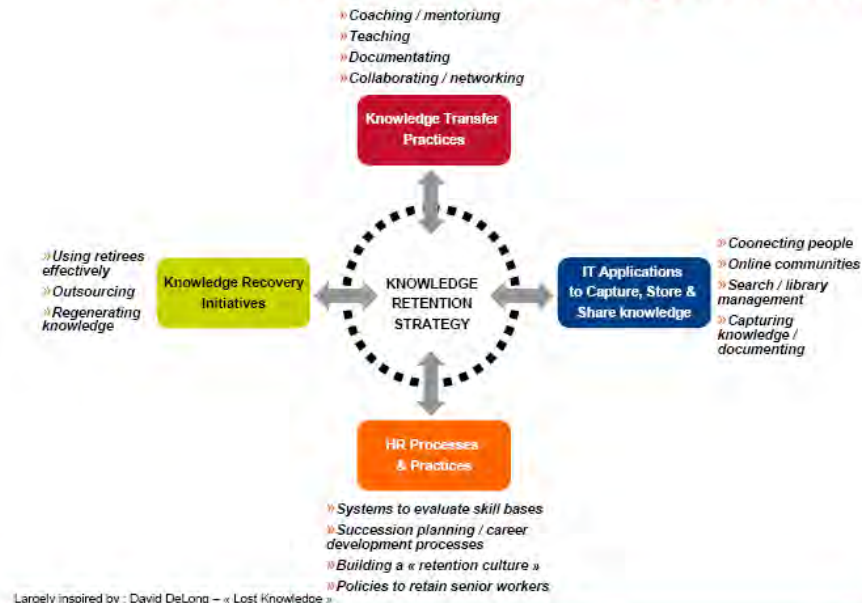 »Coaching / mentoriung
»Teaching
»Documentating
»Collaborating / networking
Knowledge Transfer
Practices
»Using retirees
effectively
»Outsourcing
»Regenerating
knowledge
Knowledge Recovery
Initiatives
KNOWLEDGE
RETENTION
STRATEGY
IT Applications
to Capture, Store &
Share knowledge
»Coonecting people
»Online communities
»Search / library
management
»Capturing
knowledge /
documenting
HR Processes
& Practices
»Systems to evaluate skill bases
»Succession planning / career
development processes
»Building a « retention culture »
»Policies to retain senior workers
Largely inspired by : David DeLong – « Lost Knowledge »